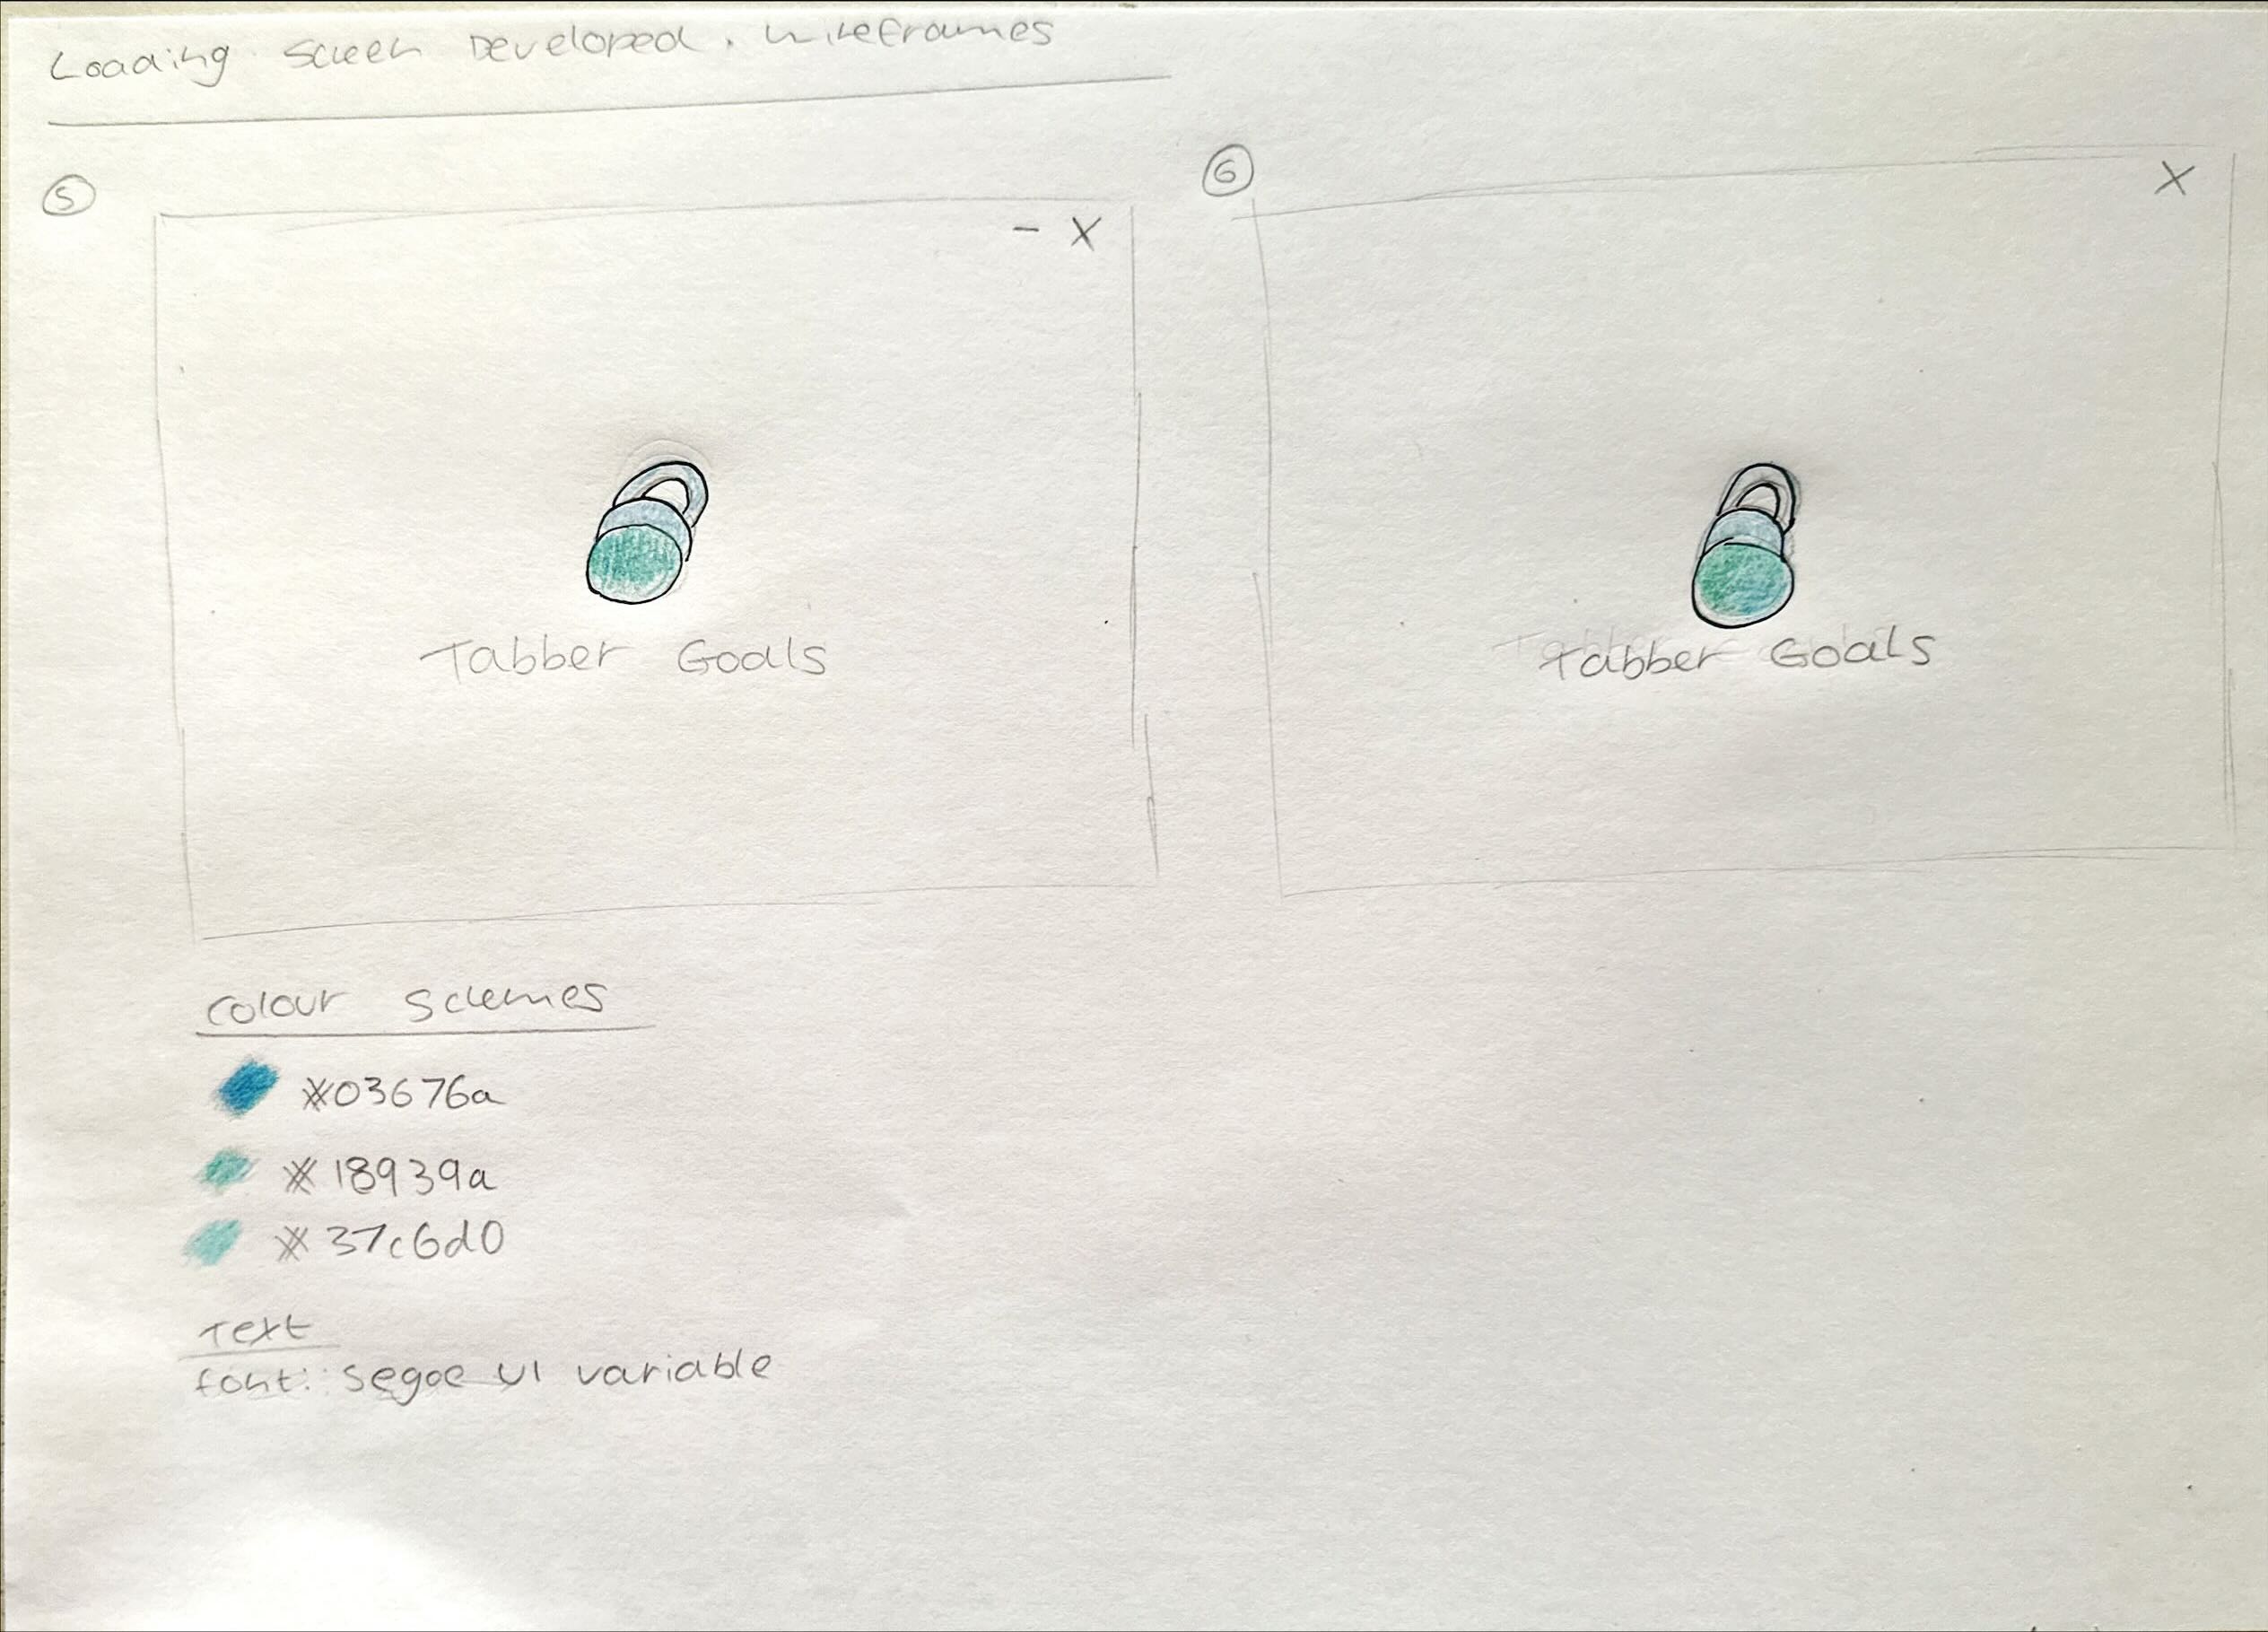 Loading Screen Developed. Wireframes
5
6
- X
X
Tabber Goals
Tabber Goals
Colour Schemes
#03676a
#18939a
#37c6d0
Text
font: Segoe UI variable